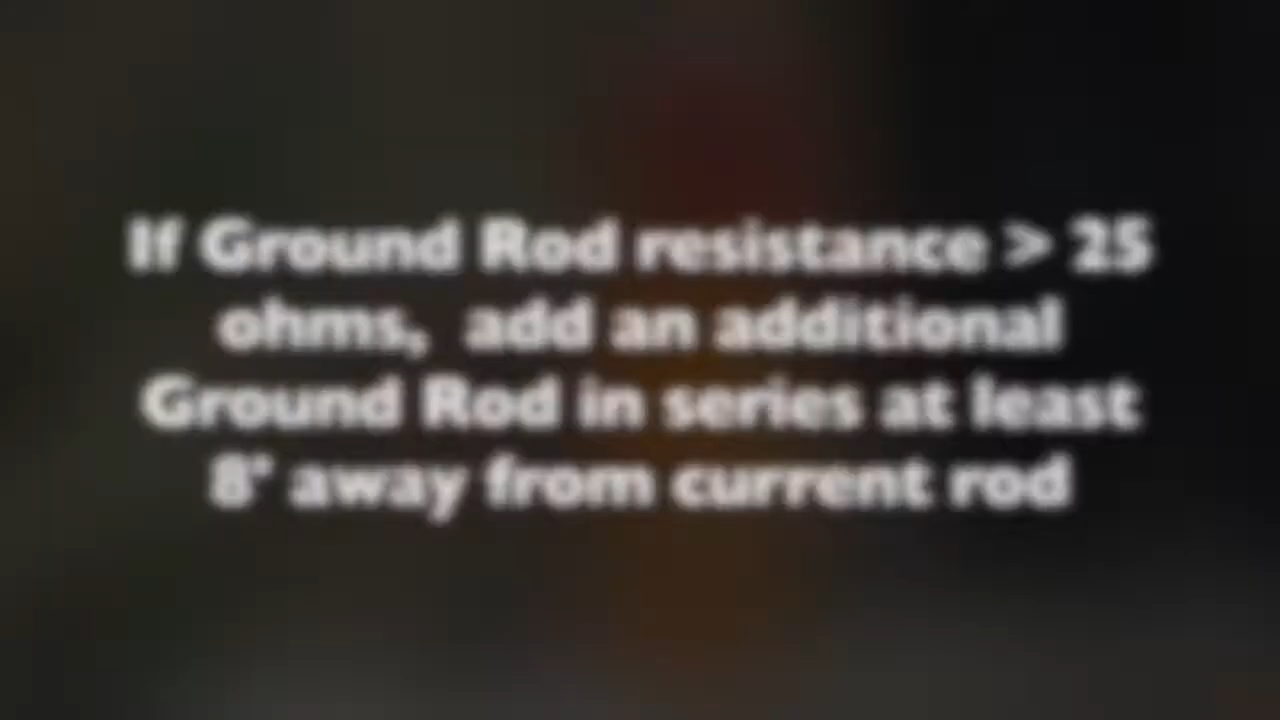 If Ground Rod resistance > 25
ohms, add an additional
Ground Rod in series at least
8' away from current rod